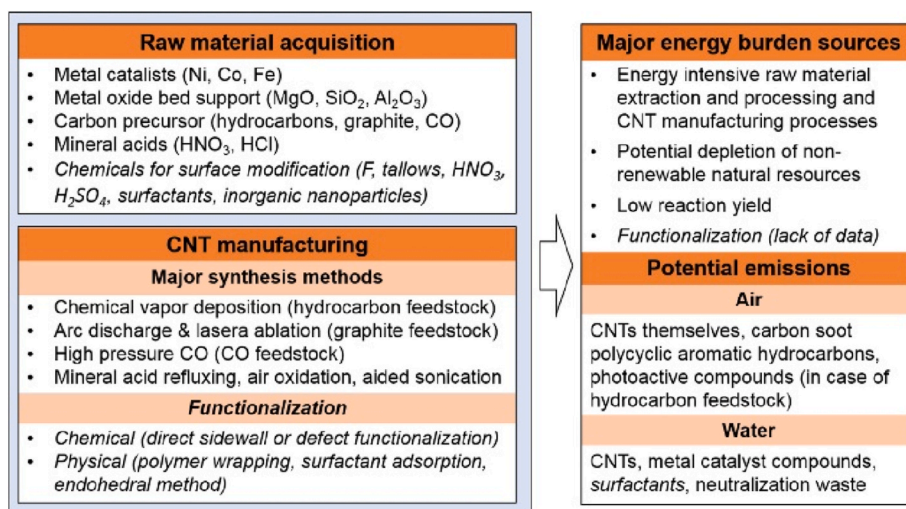 Raw material acquisition
• Metal catalists (Ni, Co, Fe)
• Metal oxide bed support (MgO, SiO₂, Al₂O₃)
• Carbon precursor (hydrocarbons, graphite, CO)
• Mineral acids (HNO₃, HCl)
• Chemicals for surface modification (F, tallows, HNO₃,
H₂SO₄, surfactants, inorganic nanoparticles)
CNT manufacturing
Major synthesis methods
• Chemical vapor deposition (hydrocarbon feedstock)
• Arc discharge & lasera ablation (graphite feedstock)
• High pressure CO (CO feedstock)
• Mineral acid refluxing, air oxidation, aided sonication
Functionalization
• Chemical (direct sidewall or defect functionalization)
• Physical (polymer wrapping, surfactant adsorption,
endohedral method)
Major energy burden sources
• Energy intensive raw material
extraction and processing and
CNT manufacturing processes
• Potential depletion of non-
renewable natural resources
• Low reaction yield
• Functionalization (lack of data)
Potential emissions
Air
CNTs themselves, carbon soot
polycyclic aromatic hydrocarbons,
photoactive compounds (in case of
hydrocarbon feedstock)
Water
CNTs, metal catalyst compounds,
surfactants, neutralization waste